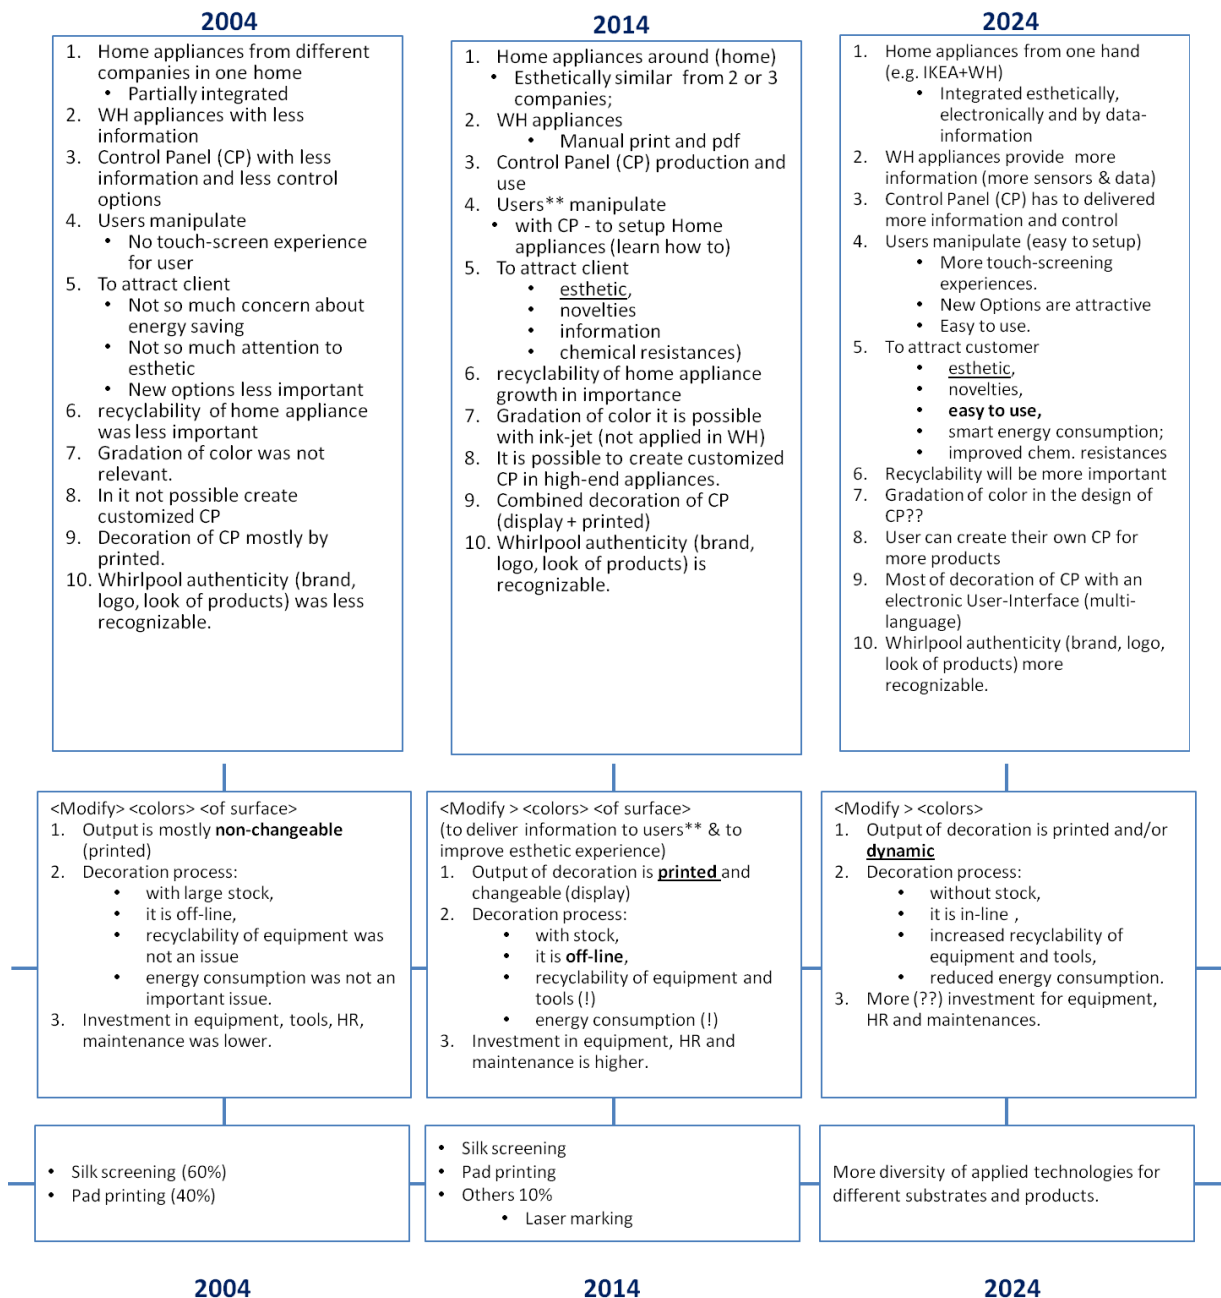 2004
1. Home appliances from different
companies in one home
• Partially integrated
2. WH appliances with less
information
3. Control Panel (CP) with less
information and less control
options
4. Users manipulate
• No touch-screen experience
for user
5. To attract client
• Not so much concern about
energy saving
• Not so much attention to
esthetic
• New options less important
6. recyclability of home appliance
was less important
7. Gradation of color was not
relevant.
8. In it not possible create
customized CP
9. Decoration of CP mostly by
printed.
10. Whirlpool authenticity (brand,
logo, look of products) was less
recognizable.
2014
1. Home appliances around (home)
• Esthetically similar from 2 or 3
companies;
2. WH appliances
• Manual print and pdf
3. Control Panel (CP) production and
use
4. Users** manipulate
• with CP - to setup Home
appliances (learn how to)
5. To attract client
• esthetic,
• novelties
• information
• chemical resistances)
6. recyclability of home appliance
growth in importance
7. Gradation of color it is possible
with ink-jet (not applied in WH)
8. It is possible to create customized
CP in high-end appliances.
9. Combined decoration of CP
(display + printed)
10. Whirlpool authenticity (brand,
logo, look of products) is
recognizable.
2024
1. Home appliances from one hand
(e.g. IKEA+WH)
• Integrated esthetically,
electronically and by data-
information
2. WH appliances provide more
information (more sensors & data)
3. Control Panel (CP) has to delivered
more information and control
4. Users manipulate (easy to setup)
• More touch-screening
experiences.
• New Options are attractive
• Easy to use.
5. To attract customer
• esthetic,
• novelties,
• easy to use,
• smart energy consumption;
• improved chem. resistances
6. Recyclability will be more important
7. Gradation of color in the design of
CP??
8. User can create their own CP for
more products
9. Most of decoration of CP with an
electronic User-Interface (multi-
language)
10. Whirlpool authenticity (brand, logo,
look of products) more
recognizable.
<Modify> <colors> <of surface>
1. Output is mostly non-changeable
(printed)
2. Decoration process:
• with large stock,
• it is off-line,
• recyclability of equipment was
not an issue
• energy consumption was not an
important issue.
3. Investment in equipment, tools, HR,
maintenance was lower.
<Modify > <colors> <of surface>
(to deliver information to users** & to
improve esthetic experience)
1. Output of decoration is printed and
changeable (display)
2. Decoration process:
• with stock,
• it is off-line,
• recyclability of equipment and
tools (!)
• energy consumption (!)
3. Investment in equipment, HR and
maintenance is higher.
<Modify > <colors>
1. Output of decoration is printed and/or
dynamic
2. Decoration process:
• without stock,
• it is in-line ,
• increased recyclability of
equipment and tools,
• reduced energy consumption.
3. More (??) investment for equipment,
HR and maintenances.
• Silk screening (60%)
• Pad printing (40%)
• Silk screening
• Pad printing
• Others 10%
• Laser marking
More diversity of applied technologies for
different substrates and products.
2004
2014
2024